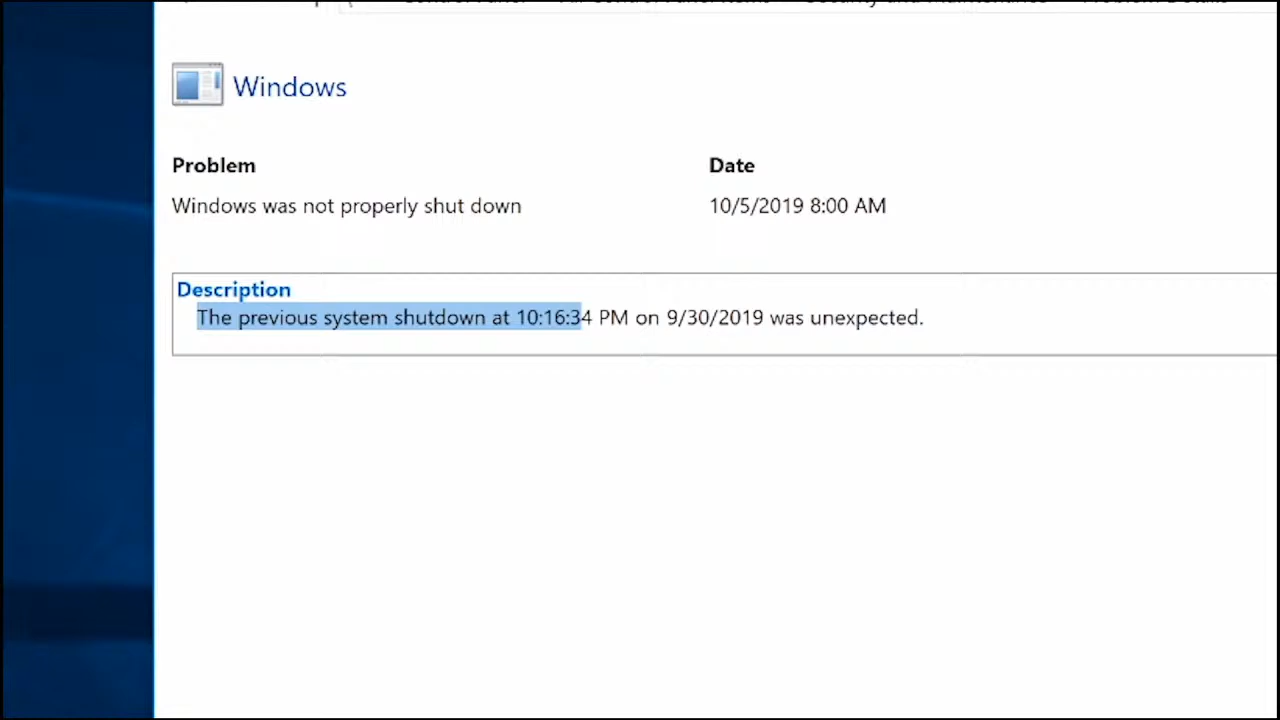 Windows
Problem Date
Windows was not properly shut down 10/5/2019 8:00 AM
Description
The previous system shutdown at 10:16:34 PM on 9/30/2019 was unexpected.